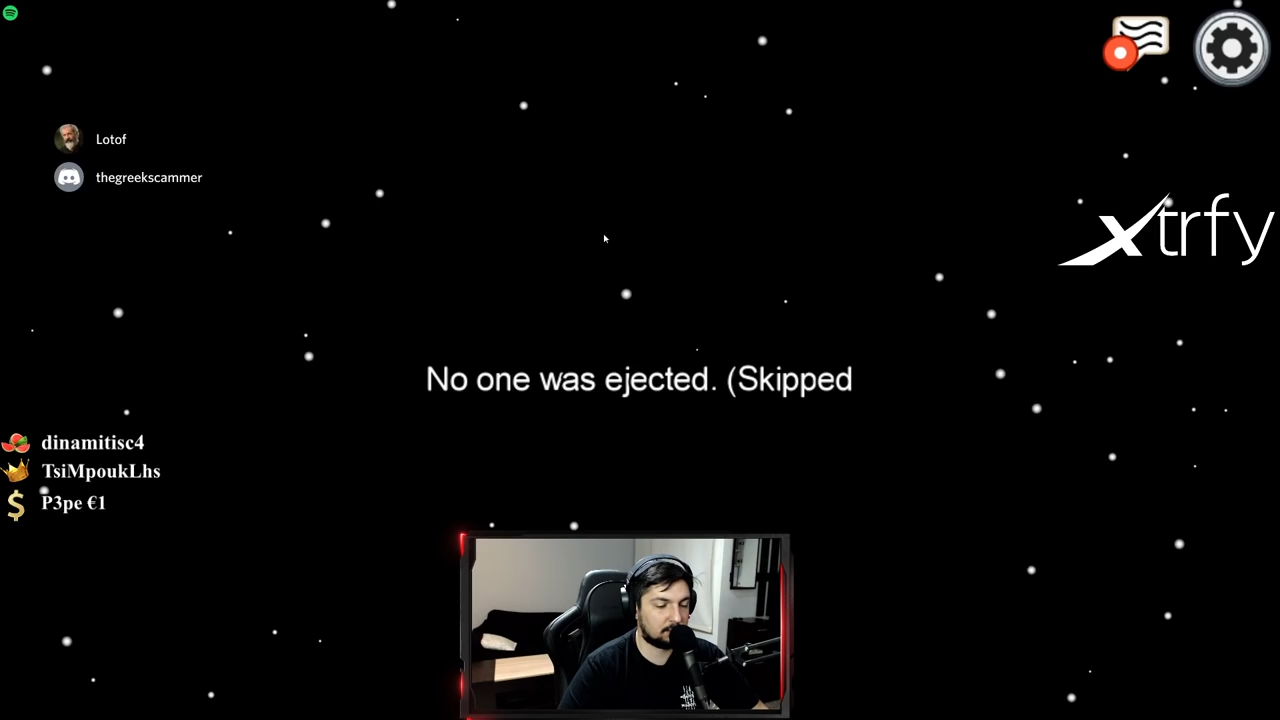 Lotof
thegreekscammer
xtrfy
No one was ejected. (Skipped
dinamitisc4
TsiMpoukLhs
P3pe €1